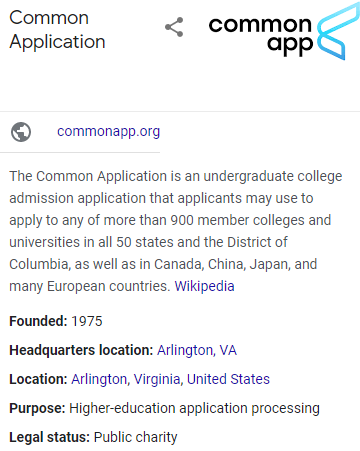 Common
Application
common
app
commonapp.org
The Common Application is an undergraduate college
admission application that applicants may use to
apply to any of more than 900 member colleges and
universities in all 50 states and the District of
Columbia, as well as in Canada, China, Japan, and
many European countries. Wikipedia
Founded: 1975
Headquarters location: Arlington, VA
Location: Arlington, Virginia, United States
Purpose: Higher-education application processing
Legal status: Public charity